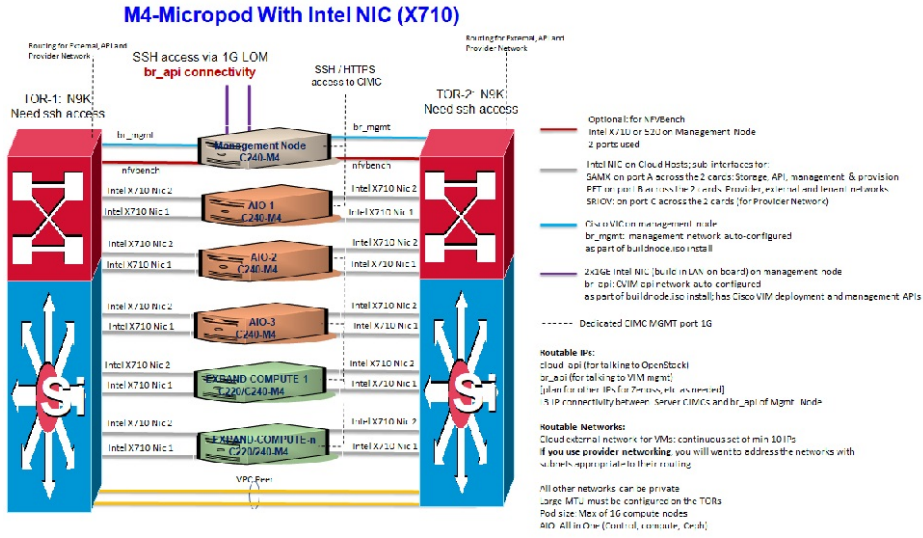 M4-Micropod With Intel NIC (X710)
Routing for External, API and
Provider Network
SSH access via 1G LOM
br_api connectivity
SSH / HTTPS
access to CIMC
Routing for External, API and
Provider Network
TOR-1: N9K
Need ssh access
TOR-2: N9K
Need ssh access
br_mgmt
Management Node
C240-M4
br_mgmt
nfvbench
nfvbench
Intel X710 Nic 2
AIO 1
C240-M4
Intel X710 Nic 2
Intel X710 Nic 1
Intel X710 Nic 1
Intel X710 Nic 2
AIO-2
C240-M4
Intel X710 Nic 2
Intel X710 Nic 1
Intel X710 Nic 1
Intel X710 Nic 2
AIO-3
C240-M4
Intel X710 Nic 2
Intel X710 Nic 1
Intel X710 Nic 1
Intel X710 Nic 2
EXPAND COMPUTE 1
C220/C240-M4
Intel X710 Nic 2
Intel X710 Nic 1
Intel X710 Nic 1
Intel X710 Nic 2
EXPAND-COMPUTE-n
C220/240-M4
Intel X710 Nic 2
Intel X710 Nic 1
Intel X710 Nic 1
Si
Si
VPC Peer
Optional: for NFVBench
Intel X710 or 520 on Management Node
2 ports used
Intel NIC on Cloud Hosts; sub interfaces for:
SAMX on port A across the 2 cards: Storage, API, management & provision
PET on port B across the 2 cards: Provider, external and tenant networks
SRIOV: on port C across the 2 cards (for Provider Network)
Cisco VIC on management node
br_mgmt: management network auto-configured
as part of buildnode.iso install
2x1GE Intel NIC (build in LAN on board) on management node
br_api: CVIM api network auto configured
as part of buildnode.iso install; has Cisco VIM deployment and management APIs
Dedicated CIMC MGMT port 1G
Routable IPs:
cloud_api (for talking to OpenStack)
br_api (for talking to VIM mgmt)
[plan for other IPs for Zenoss, etc as needed]
L3 IP connectivity between Server CIMCs and br_api of Mgmt Node
Routable Networks:
Cloud external network for VMs: continuous set of min 10 IPs
If you use provider networking, you will want to address the networks with
subnets appropriate to their routing
All other networks can be private
Large MTU must be configured on the TORs
Pod size: Max of 16 compute nodes
AIO: All in One (Control, compute, Ceph)